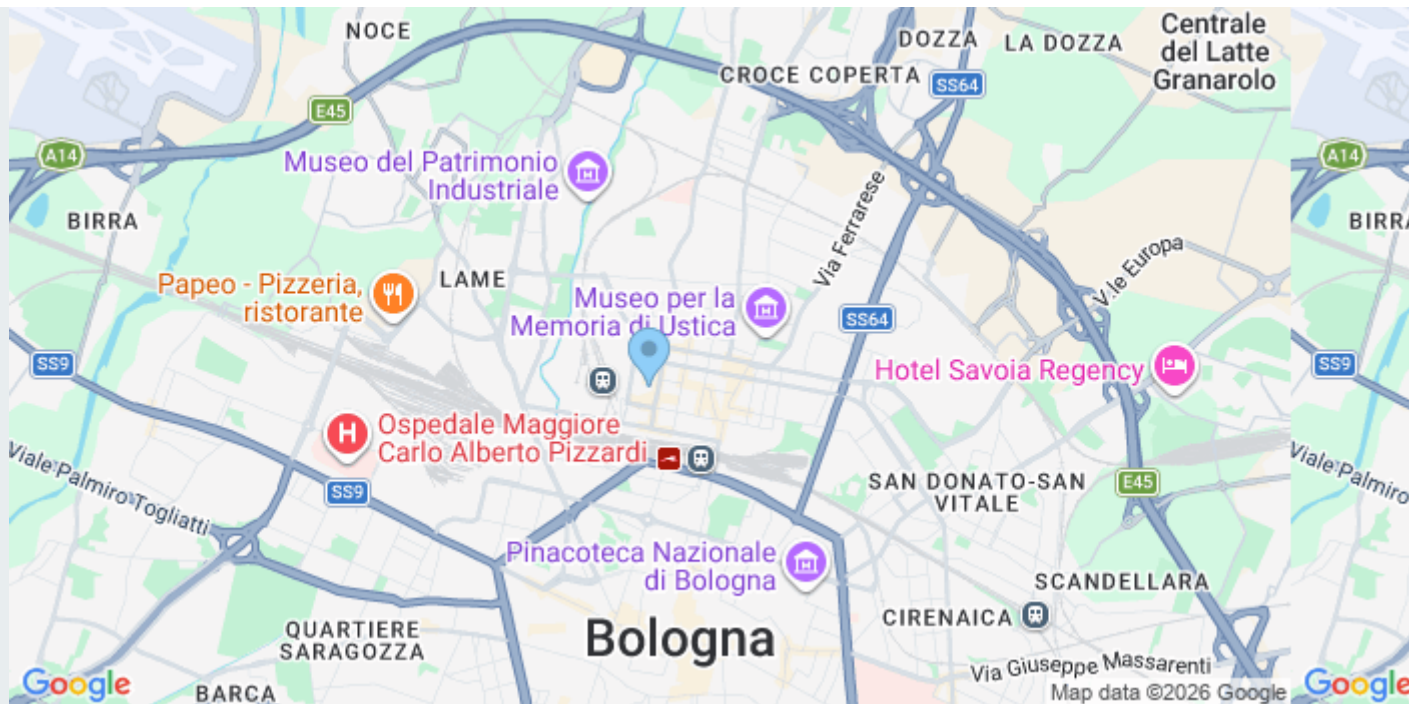 NOCE
DOZZA
LA DOZZA
Centrale
del Latte
Granarolo
CROCE COPERTA
SS64
E45
A14
Museo del Patrimonio
Industriale
A14
BIRRA
BIRRA
Via Ferrarese
V.le Europa
LAME
Papeo - Pizzeria,
ristorante
Museo per la
Memoria di Ustica
SS64
SS9
SS9
Hotel Savoia Regency
H
Ospedale Maggiore
Carlo Alberto Pizzardi
Viale Palmiro Togliatti
Viale Palmiro
SS9
SAN DONATO-SAN
VITALE
E45
Pinacoteca Nazionale
di Bologna
SCANDELLARA
CIRENAICA
QUARTIERE
SARAGOZZA
Bologna
Via Giuseppe Massarenti
BARCA
Google
Map data ©2026 Google
Google